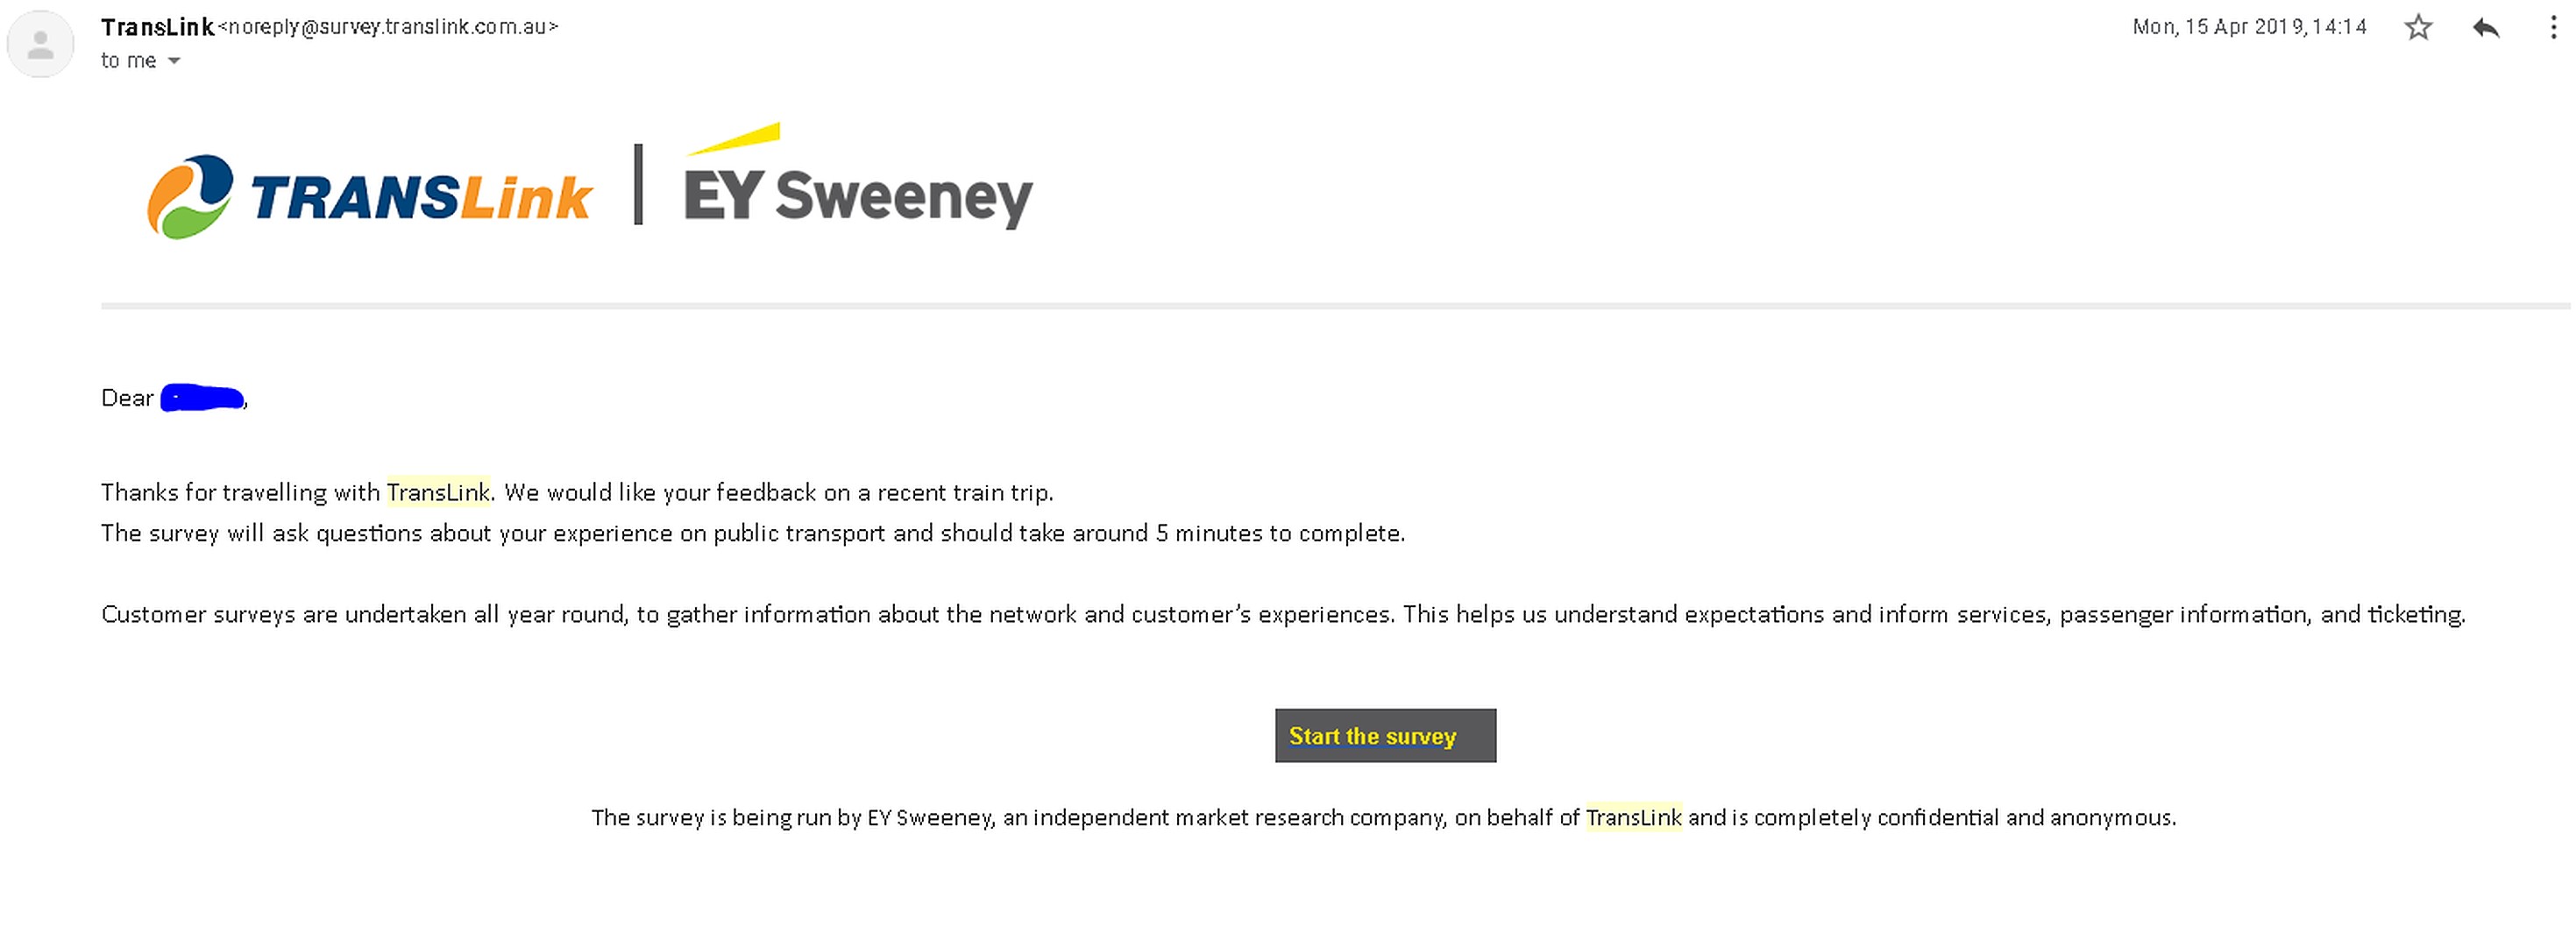 TransLink <noreply@survey.translink.com.au>
Mon, 15 Apr 2019, 14:14
to me
TRANSLink | EY Sweeney
Dear ,
Thanks for travelling with TransLink. We would like your feedback on a recent train trip.
The survey will ask questions about your experience on public transport and should take around 5 minutes to complete.
Customer surveys are undertaken all year round, to gather information about the network and customer’s experiences. This helps us understand expectations and inform services, passenger information, and ticketing.
Start the survey
The survey is being run by EY Sweeney, an independent market research company, on behalf of TransLink and is completely confidential and anonymous.